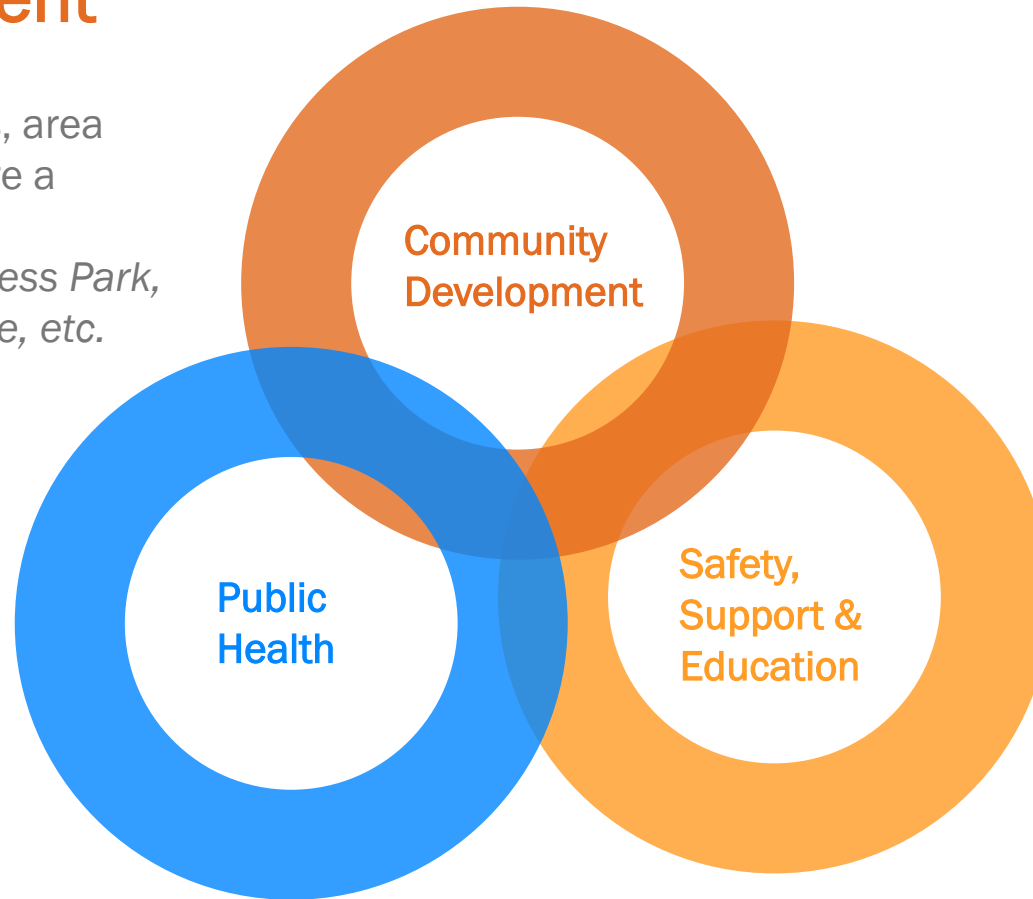 ent
, area
e a
ess Park,
e, etc.
Community
Development
Public
Health
Safety,
Support &
Education